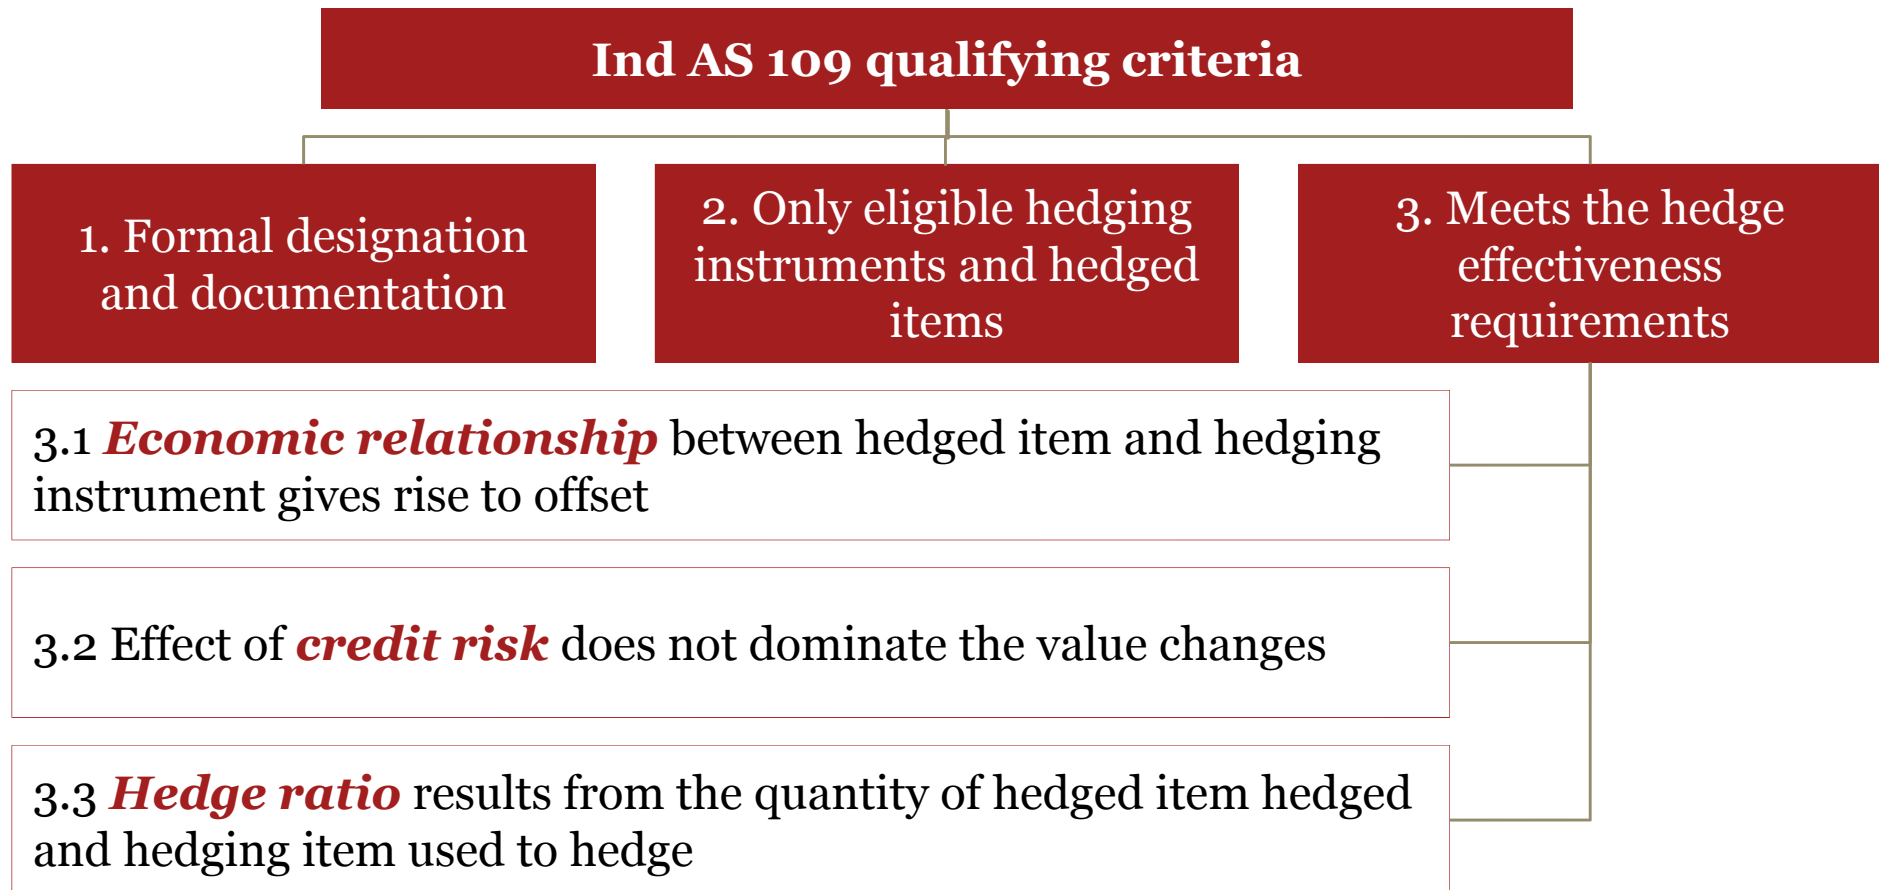 Ind AS 109 qualifying criteria
1. Formal designation
and documentation
2. Only eligible hedging
instruments and hedged
items
3. Meets the hedge
effectiveness
requirements
3.1 Economic relationship between hedged item and hedging
instrument gives rise to offset
3.2 Effect of credit risk does not dominate the value changes
3.3 Hedge ratio results from the quantity of hedged item hedged
and hedging item used to hedge